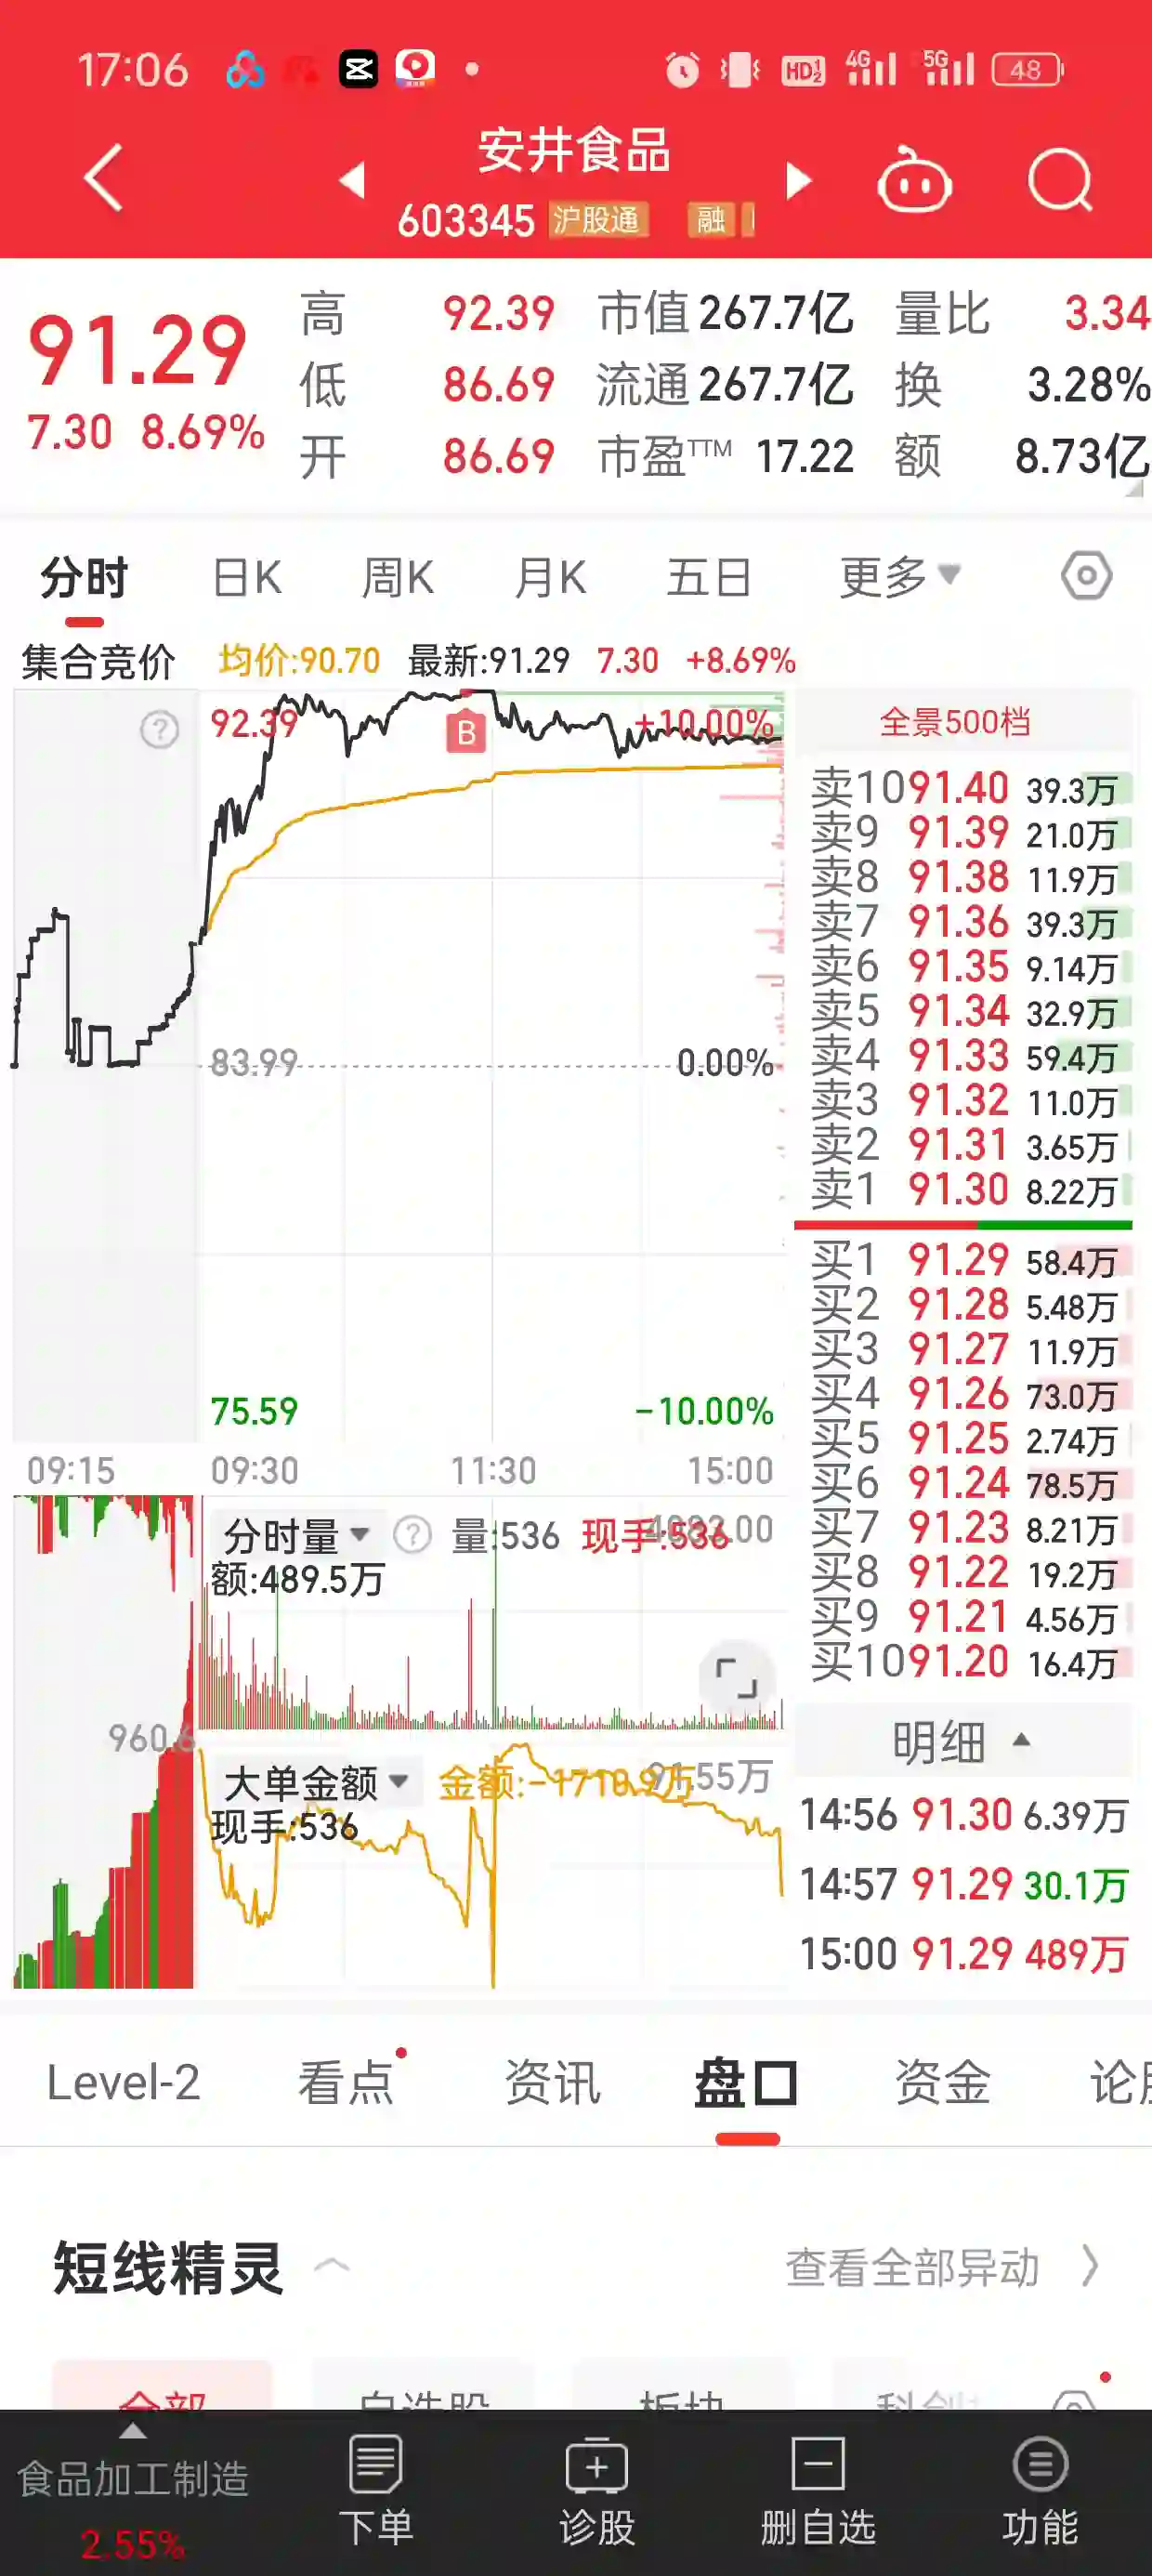 17:06 HD 4G 5G 48
安井食品
603345 沪股通 融
91.29
7.30 8.69%
高 92.39 市值 267.7亿 量比 3.34
低 86.69 流通 267.7亿 换 3.28%
开 86.69 市盈TTM 17.22 额 8.73亿
分时 日K 周K 月K 五日 更多
集合竞价 均价:90.70 最新:91.29 7.30 +8.69%
92.39 +10.00%
B
83.99 0.00%
75.59 -10.00%
09:15 09:30 11:30 15:00
分时量 ? 量:536 现手:536
额:489.5万
960.6
大单金额 金额:-1710.9万
现手:536
全景500档
卖10 91.40 39.3万
卖9 91.39 21.0万
卖8 91.38 11.9万
卖7 91.36 39.3万
卖6 91.35 9.14万
卖5 91.34 32.9万
卖4 91.33 59.4万
卖3 91.32 11.0万
卖2 91.31 3.65万
卖1 91.30 8.22万
买1 91.29 58.4万
买2 91.28 5.48万
买3 91.27 11.9万
买4 91.26 73.0万
买5 91.25 2.74万
买6 91.24 78.5万
买7 91.23 8.21万
买8 91.22 19.2万
买9 91.21 4.56万
买10 91.20 16.4万
明细
14:56 91.30 6.39万
14:57 91.29 30.1万
15:00 91.29 489万
Level-2 看点 资讯 盘口 资金 论股
短线精灵 查看全部异动
全部 自选股 板块 科创
食品加工制造
2.55%
下单 诊股 删自选 功能